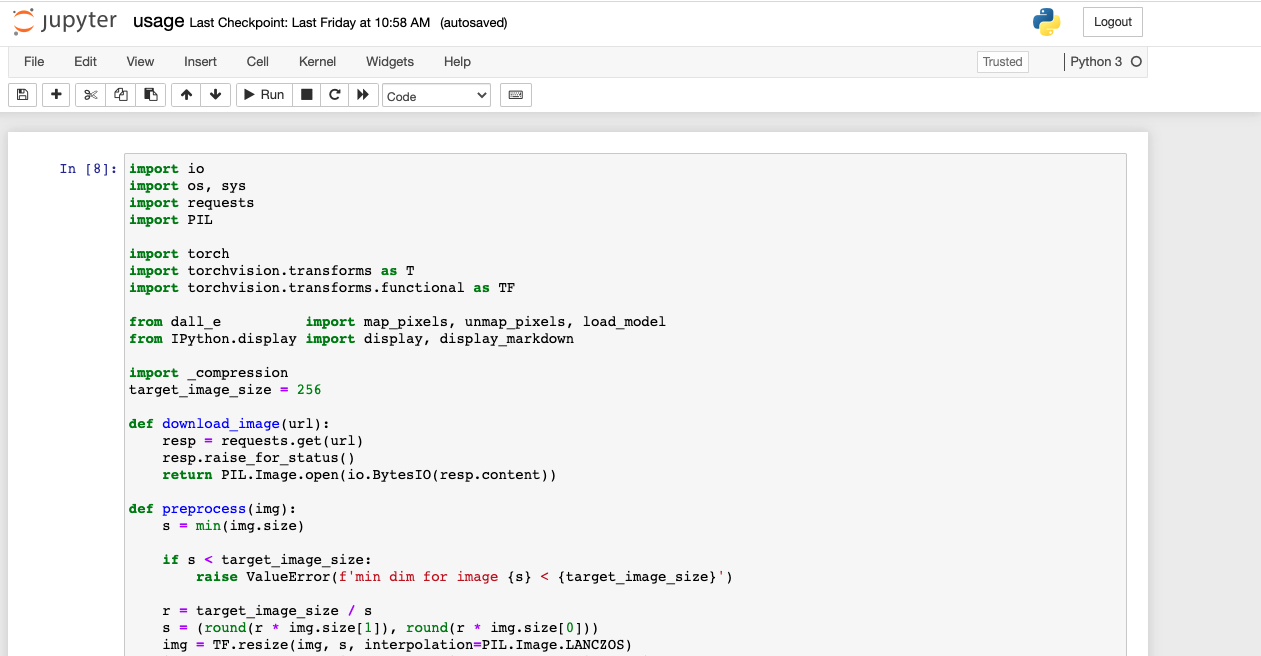 jupyter usage Last Checkpoint: Last Friday at 10:58 AM (autosaved) Logout
File Edit View Insert Cell Kernel Widgets Help Trusted Python 3
Run Code
In [8]: import io
import os, sys
import requests
import PIL
import torch
import torchvision.transforms as T
import torchvision.transforms.functional as TF
from dall_e          import map_pixels, unmap_pixels, load_model
from IPython.display import display, display_markdown
import _compression
target_image_size = 256
def download_image(url):
    resp = requests.get(url)
    resp.raise_for_status()
    return PIL.Image.open(io.BytesIO(resp.content))
def preprocess(img):
    s = min(img.size)
    if s < target_image_size:
        raise ValueError(f'min dim for image {s} < {target_image_size}')
    r = target_image_size / s
    s = (round(r * img.size[1]), round(r * img.size[0]))
    img = TF.resize(img, s, interpolation=PIL.Image.LANCZOS)